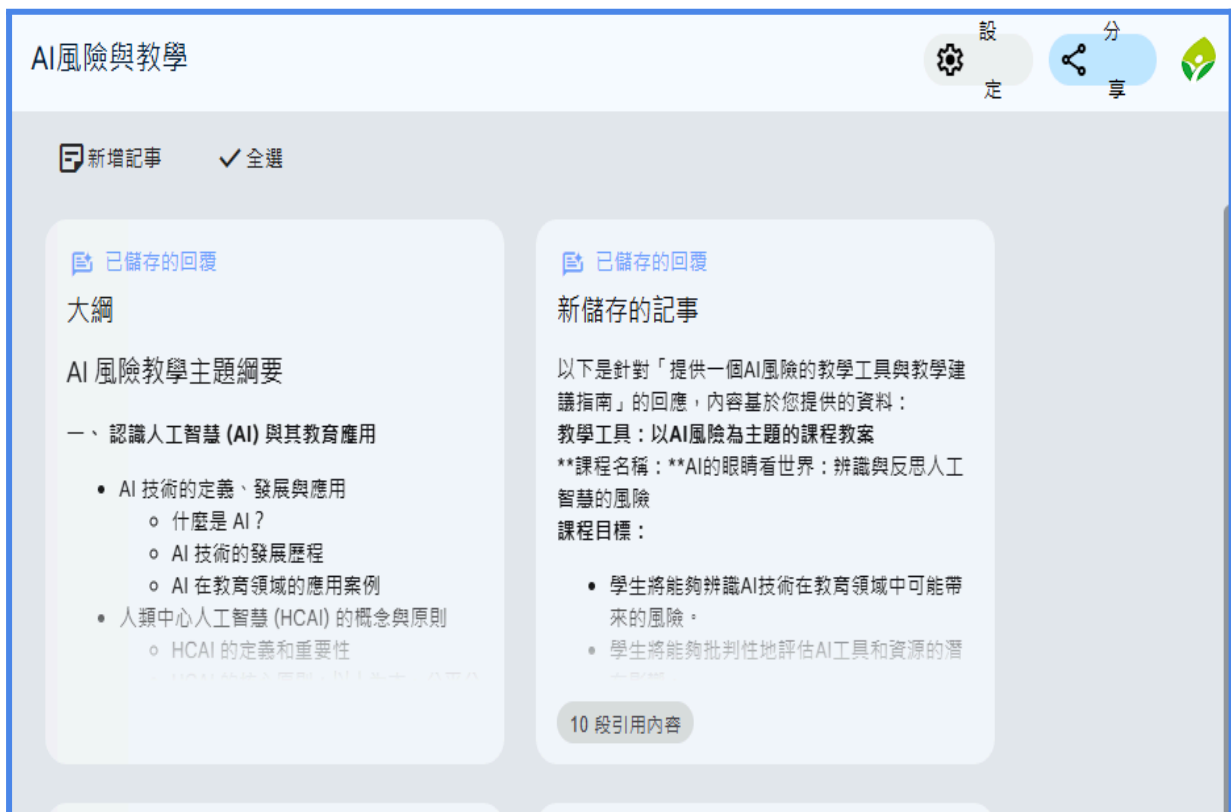 AI風險與教學
設定
分享
新增記事
全選
已儲存的回覆
大綱
AI 風險教學主題綱要
一、 認識人工智慧 (AI) 與其教育應用
• AI 技術的定義、發展與應用
◦ 什麼是 AI？
◦ AI 技術的發展歷程
◦ AI 在教育領域的應用案例
• 人類中心人工智慧 (HCAI) 的概念與原則
◦ HCAI 的定義和重要性
已儲存的回覆
新儲存的記事
以下是針對「提供一個AI風險的教學工具與教學建
議指南」的回應，內容基於您提供的資料：
教學工具：以AI風險為主題的課程教案
**課程名稱：**AI的眼睛看世界：辨識與反思人工
智慧的風險
課程目標：
• 學生將能夠辨識AI技術在教育領域中可能帶
來的風險。
• 學生將能夠批判性地評估AI工具和資源的潛
10 段引用內容